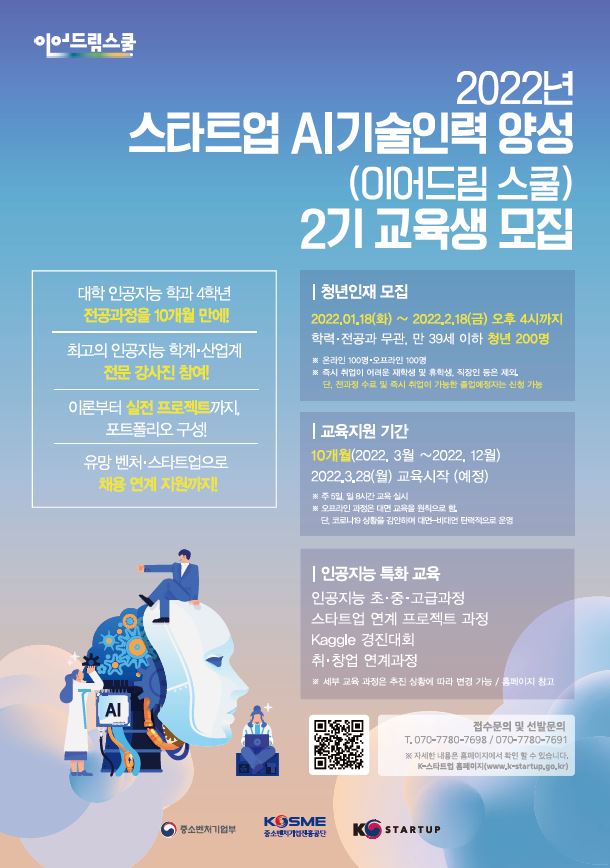 이어드림스쿨
2022년
스타트업 AI기술인력 양성
(이어드림 스쿨)
2기 교육생 모집
대학 인공지능 학과 4학년
전공과정을 10개월 만에!
최고의 인공지능 학계·산업계
전문 강사진 참여!
이론부터 실전 프로젝트까지,
포트폴리오 구성!
유망 벤처·스타트업으로
채용 연계 지원까지!
| 청년인재 모집
2022.01.18(화) ~ 2022.2.18(금) 오후 4시까지
학력·전공과 무관, 만 39세 이하 청년 200명
※ 온라인 100명·오프라인 100명
※ 즉시 취업이 어려운 재학생 및 휴학생, 직장인 등은 제외.
단, 전과정 수료 및 즉시 취업이 가능한 졸업예정자는 신청 가능
| 교육지원 기간
10개월(2022. 3월 ~2022. 12월)
2022.3.28(월) 교육시작 (예정)
※ 주 5일, 일 8시간 교육 실시
※ 오프라인 과정은 대면 교육을 원칙으로 함.
단, 코로나19 상황을 감안하여 대면-비대면 탄력적으로 운영
| 인공지능 특화 교육
인공지능 초·중·고급과정
스타트업 연계 프로젝트 과정
Kaggle 경진대회
취·창업 연계과정
※ 세부 교육 과정은 추진 상황에 따라 변경 가능 / 홈페이지 참고
AI
접수문의 및 선발문의
T. 070-7780-7698 / 070-7780-7691
※ 자세한 내용은 홈페이지에서 확인 할 수 있습니다.
K-스타트업 홈페이지(www.k-startup.go.kr)
중소벤처기업부
KOSME
중소벤처기업진흥공단
K STARTUP